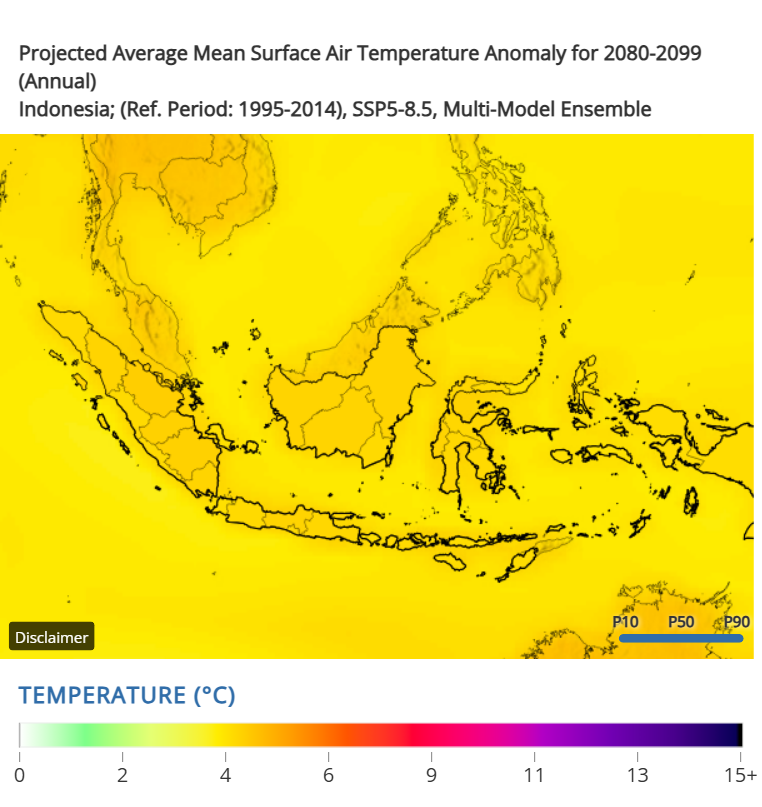 Projected Average Mean Surface Air Temperature Anomaly for 2080-2099
(Annual)
Indonesia; (Ref. Period: 1995-2014), SSP5-8.5, Multi-Model Ensemble
P10 P50 P90
Disclaimer
TEMPERATURE (°C)
0 2 4 6 9 11 13 15+